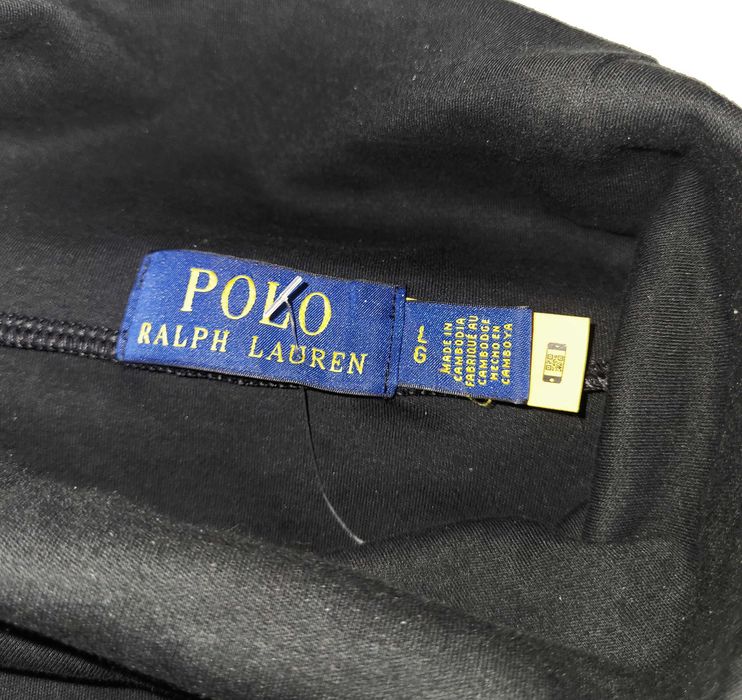 POLO
RALPH LAUREN
L
G
MADE IN
CAMBODIA
FABRIQUÉ AU
CAMBODGE
HECHO EN
CAMBOYA